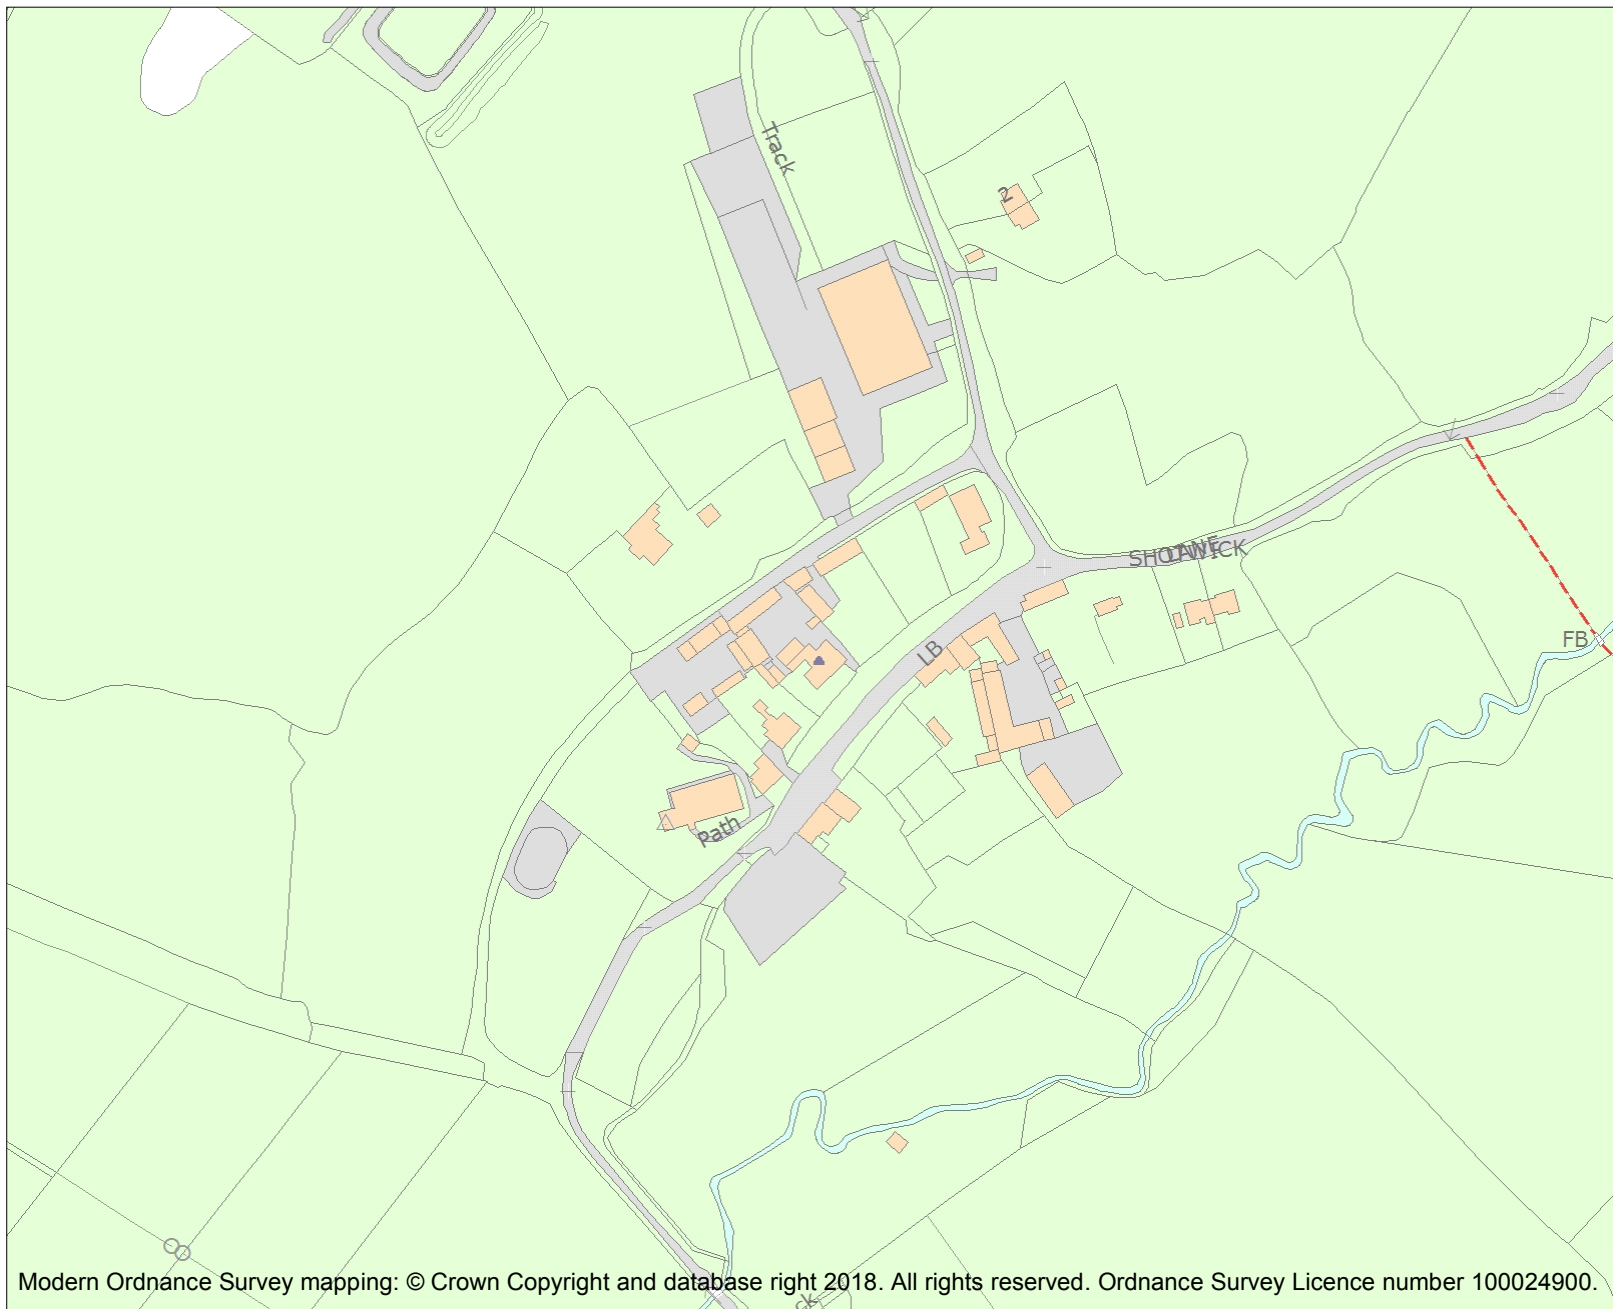 Track
2
SHOTWICK
LANE
FB
LB
Path
Modern Ordnance Survey mapping: © Crown Copyright and database right 2018. All rights reserved. Ordnance Survey Licence number 100024900.